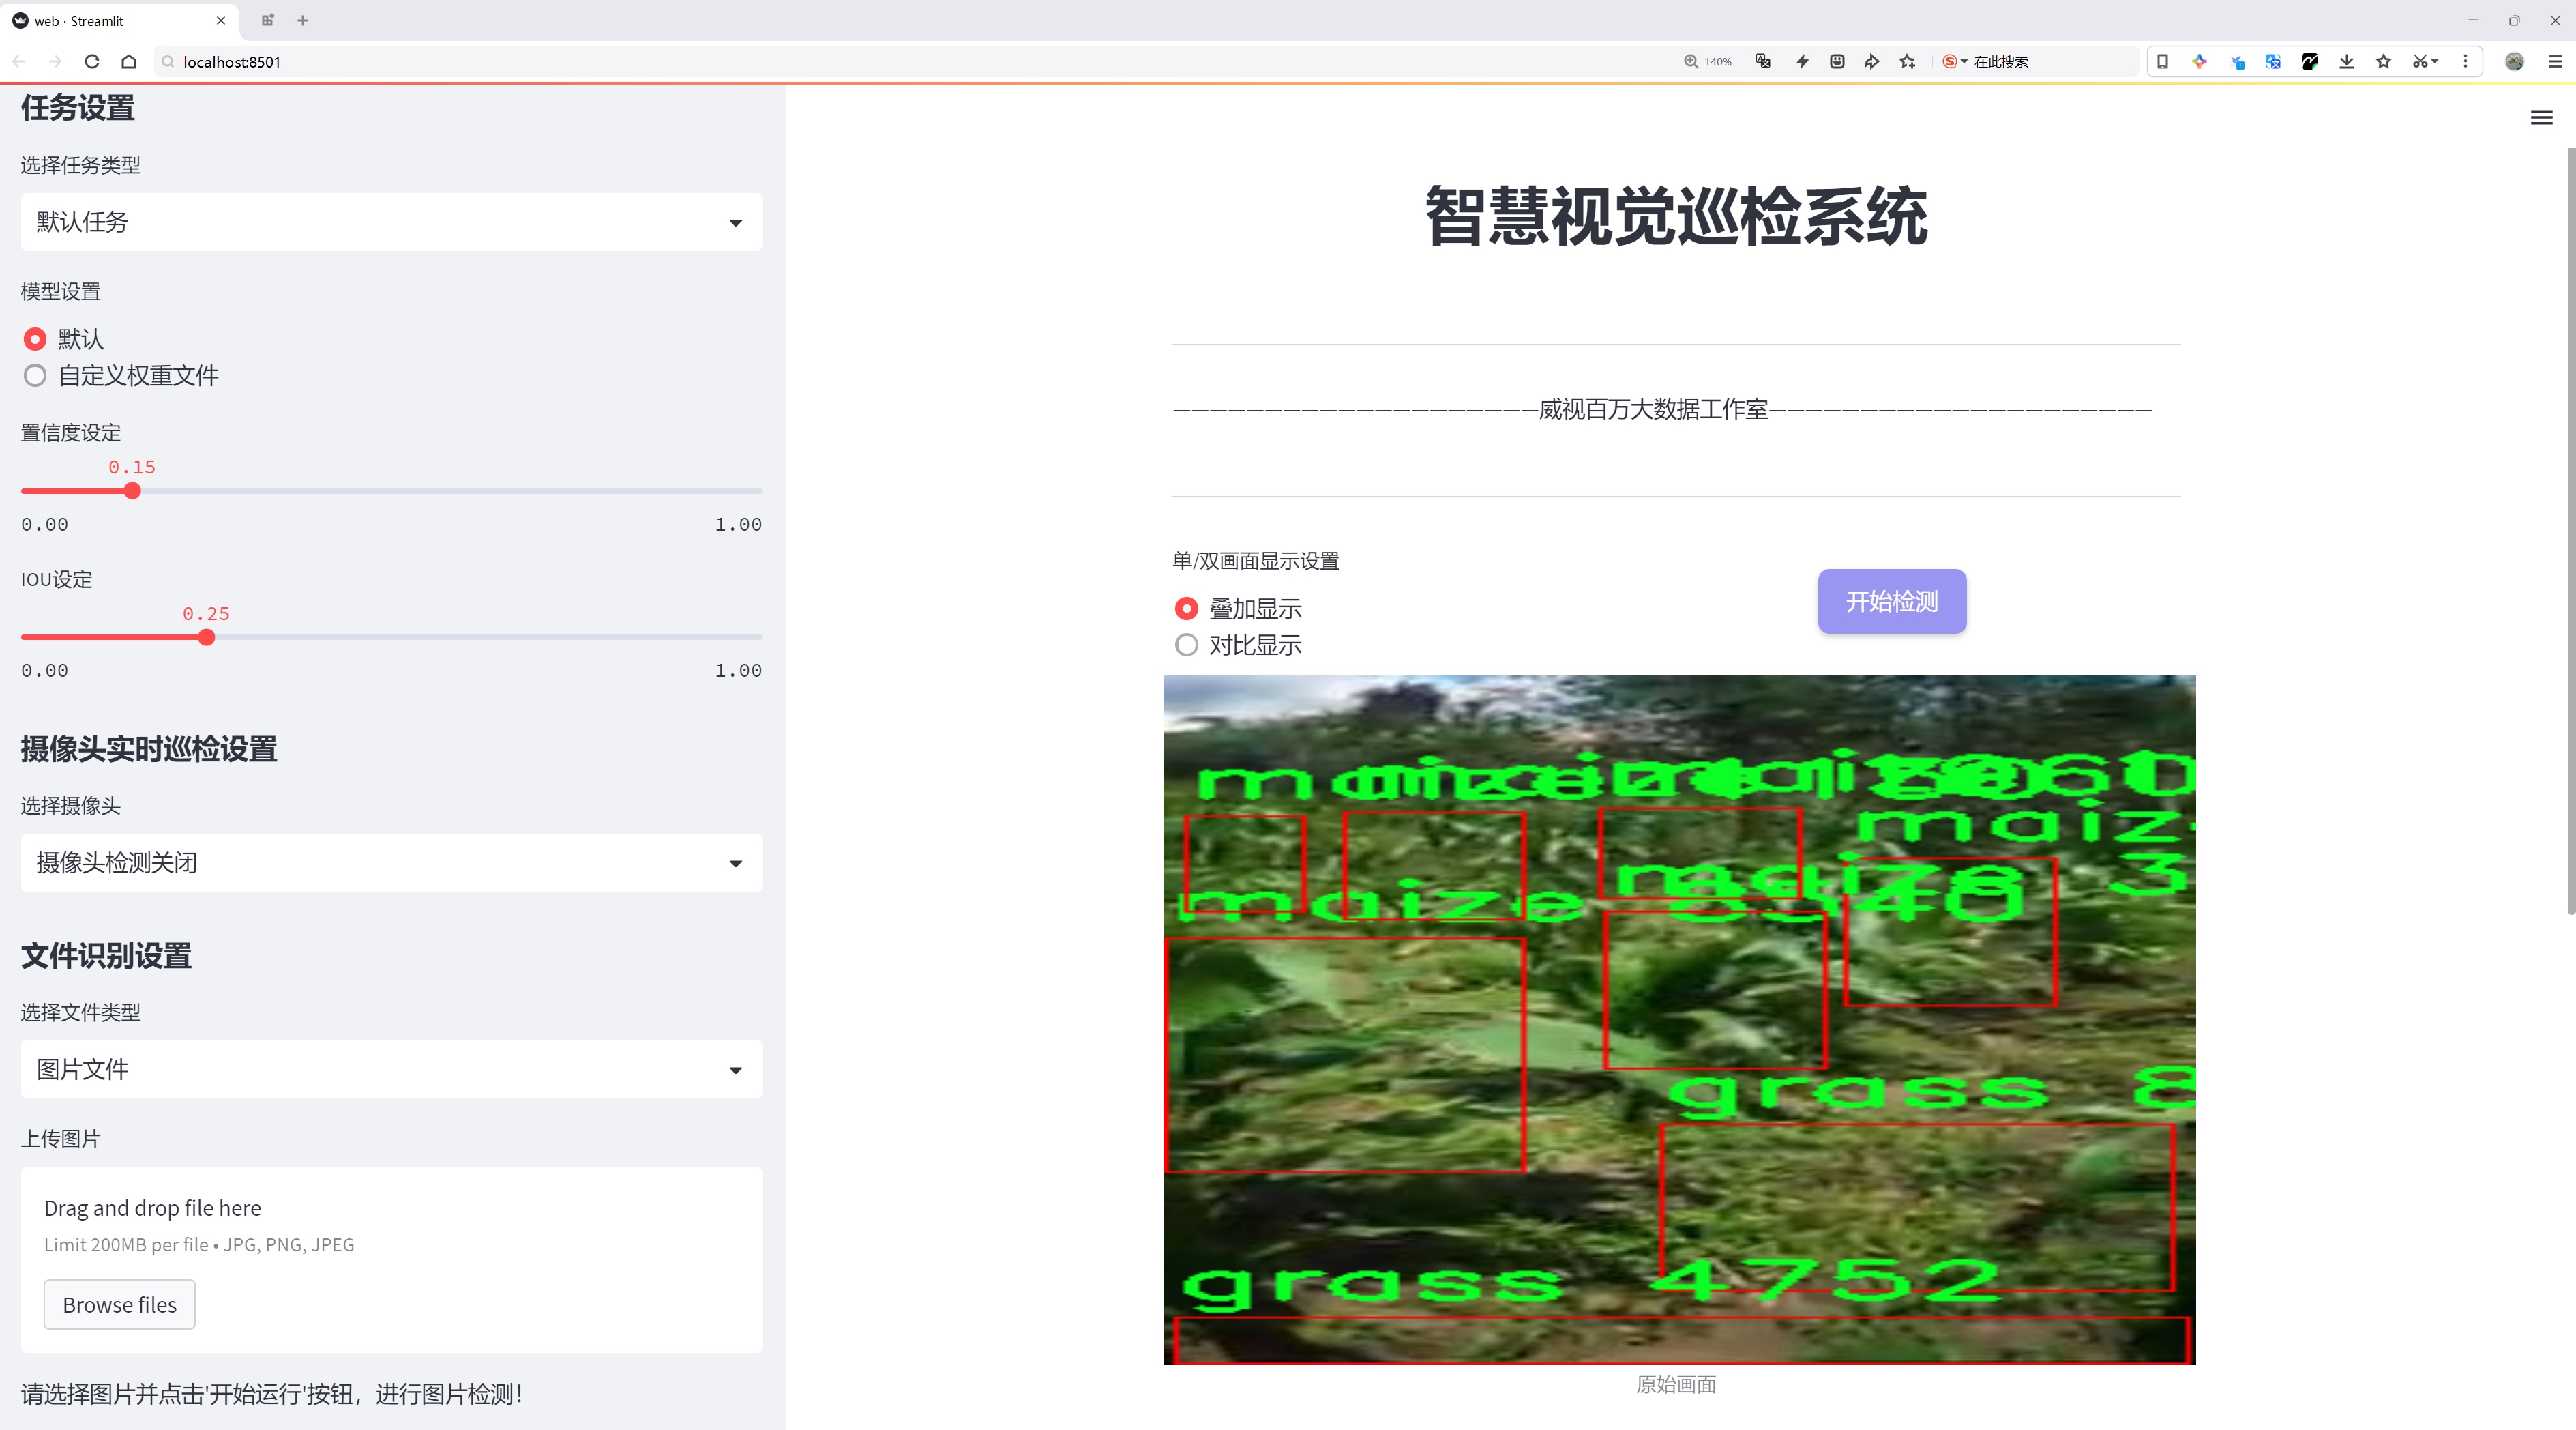 web · Streamlit
localhost:8501
140%
在此搜索
任务设置
选择任务类型
默认任务
模型设置
默认
自定义权重文件
置信度设定
0.15
0.00 1.00
IOU设定
0.25
0.00 1.00
摄像头实时巡检设置
选择摄像头
摄像头检测关闭
文件识别设置
选择文件类型
图片文件
上传图片
Drag and drop file here
Limit 200MB per file • JPG, PNG, JPEG
Browse files
请选择图片并点击'开始运行'按钮，进行图片检测！
智慧视觉巡检系统
————————————————————威视百万大数据工作室—————————————————————
单/双画面显示设置
叠加显示
对比显示
开始检测
maize
maize
grass 8
grass 4752
原始画面